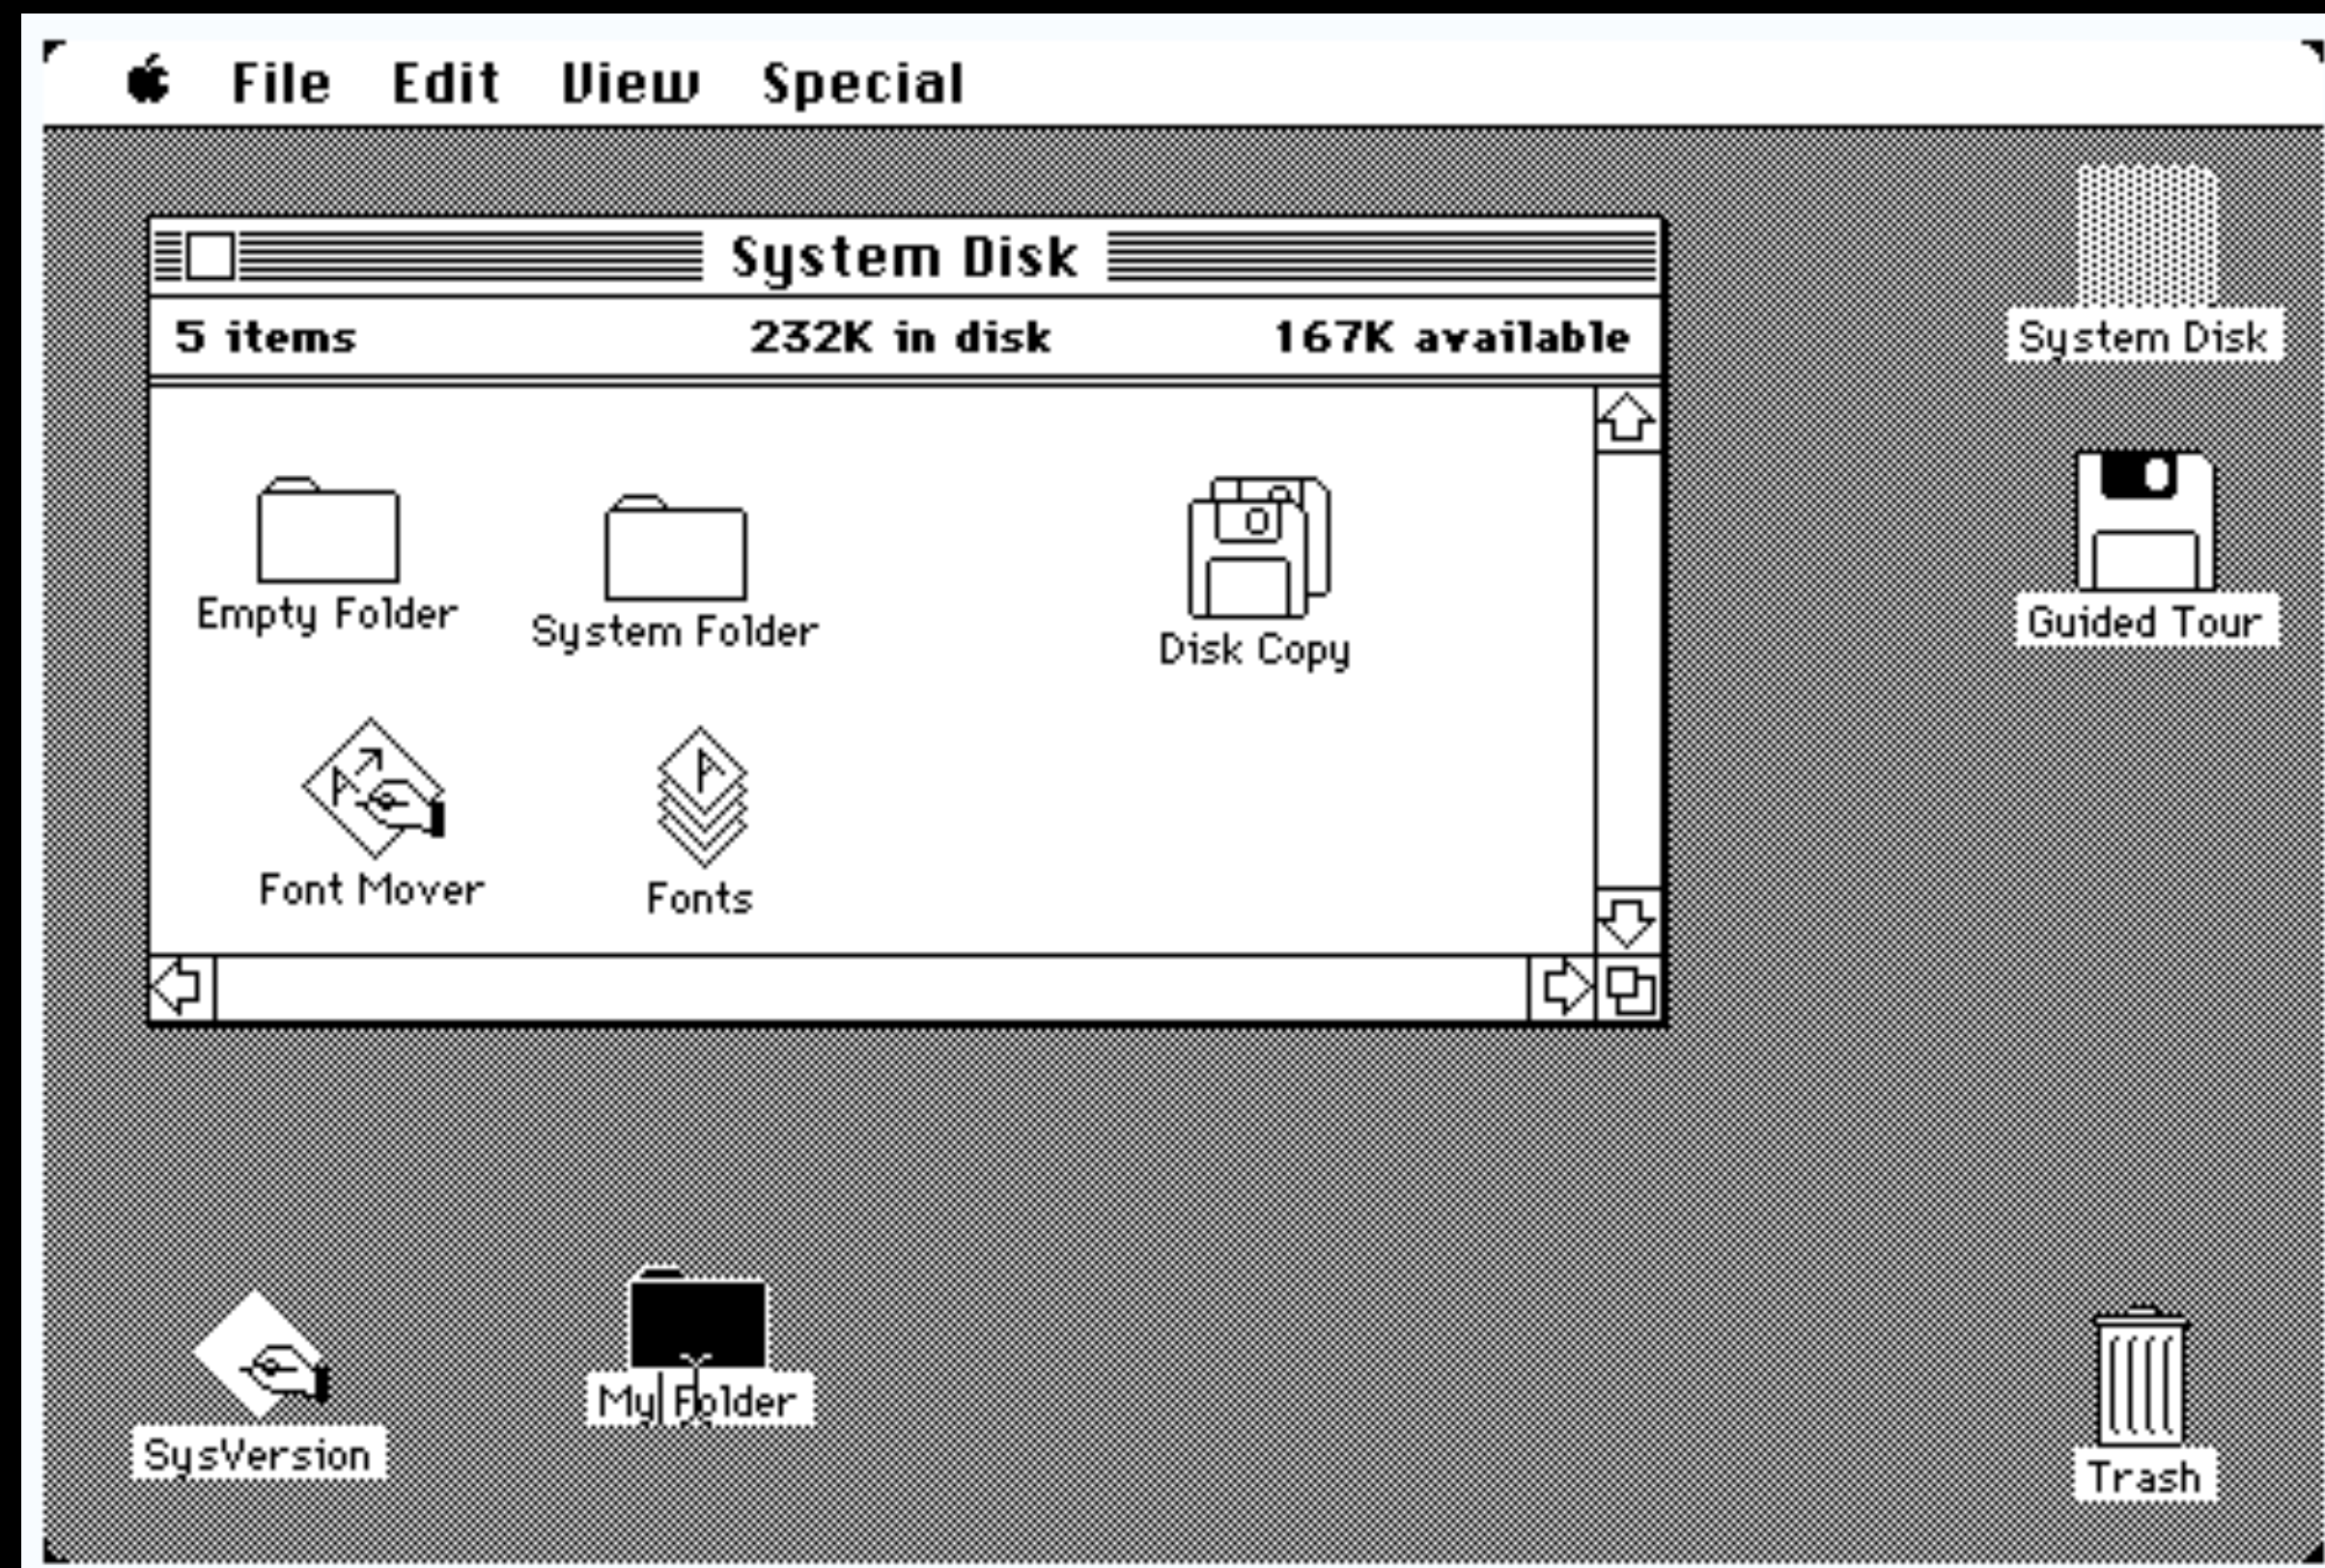 File Edit View Special
System Disk
5 items 232K in disk 167K available
Empty Folder
System Folder
Disk Copy
Font Mover
Fonts
System Disk
Guided Tour
SysVersion
My Folder
Trash